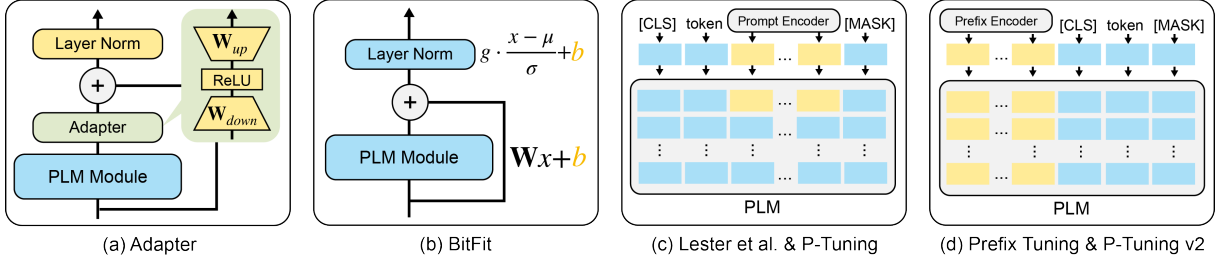 Layer Norm
+
Adapter
PLM Module
W_up
ReLU
W_down
(a) Adapter
Layer Norm
g · (x − μ)/σ + b
+
PLM Module
Wx+b
(b) BitFit
[CLS] token Prompt Encoder [MASK]
...
...
⋮ ⋮ ⋮ ⋮ ⋮
...
PLM
(c) Lester et al. & P-Tuning
Prefix Encoder [CLS] token [MASK]
...
...
...
⋮ ⋮ ⋮ ⋮ ⋮
...
PLM
(d) Prefix Tuning & P-Tuning v2